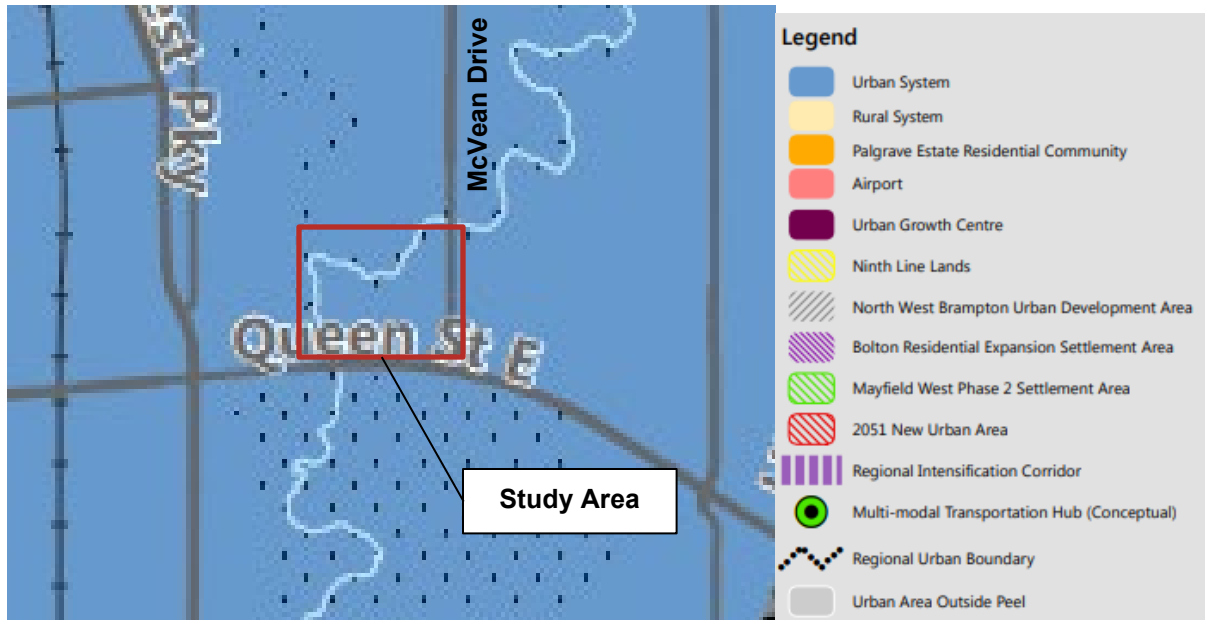 est Pky
McVean Drive
Queen St E
Study Area
Legend
Urban System
Rural System
Palgrave Estate Residential Community
Airport
Urban Growth Centre
Ninth Line Lands
North West Brampton Urban Development Area
Bolton Residential Expansion Settlement Area
Mayfield West Phase 2 Settlement Area
2051 New Urban Area
Regional Intensification Corridor
Multi-modal Transportation Hub (Conceptual)
Regional Urban Boundary
Urban Area Outside Peel